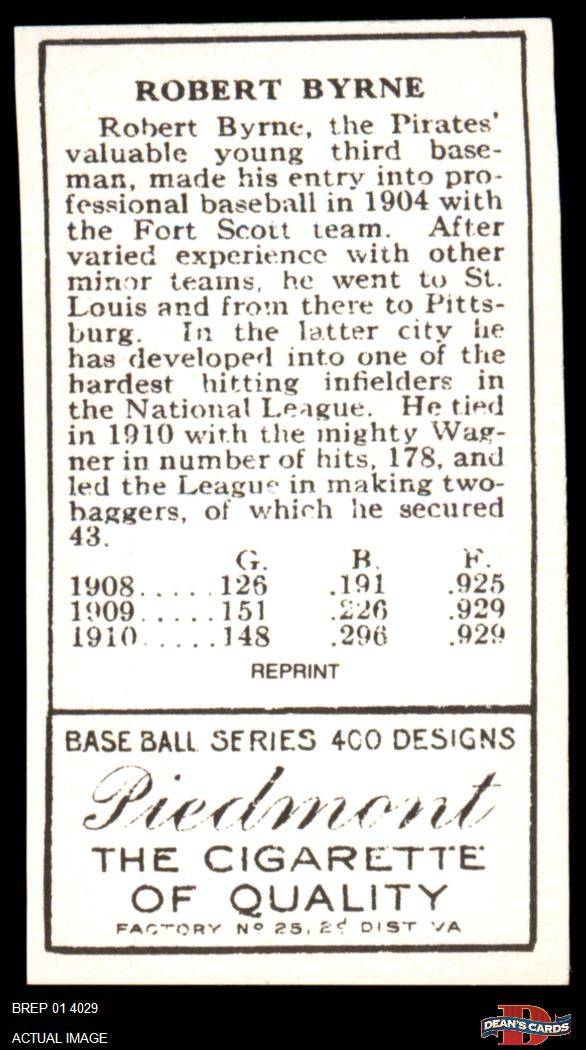 ROBERT BYRNE
Robert Byrne, the Pirates'
valuable young third base-
man, made his entry into pro-
fessional baseball in 1904 with
the Fort Scott team. After
varied experience with other
minor teams, he went to St.
Louis and from there to Pitts-
burg. In the latter city he
has developed into one of the
hardest hitting infielders in
the National League. He tied
in 1910 with the mighty Wag-
ner in number of hits, 178, and
led the League in making two-
baggers, of which he secured
43.
G. B. F.
1908.....126 .191 .925
1909.....151 .226 .929
1910.....148 .296 .929
REPRINT
BASE BALL SERIES 400 DESIGNS
Piedmont
THE CIGARETTE
OF QUALITY
FACTORY Nº 25, 2d DIST VA
BREP 01 4029
ACTUAL IMAGE
D
DEAN'S CARDS